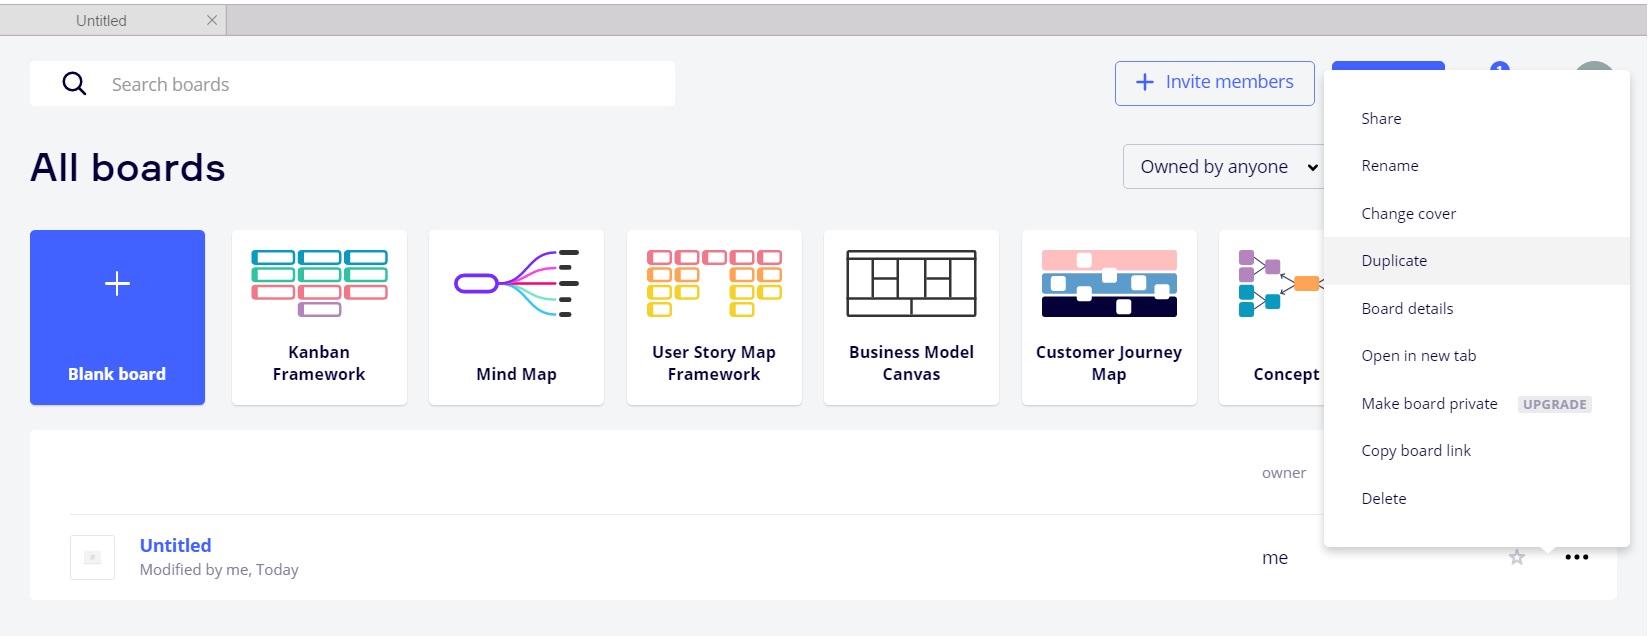 Untitled
Search boards
Invite members
1
All boards
Owned by anyone
Blank board
Kanban
Framework
Mind Map
User Story Map
Framework
Business Model
Canvas
Customer Journey
Map
Concept
owner
Untitled
Modified by me, Today
me
Share
Rename
Change cover
Duplicate
Board details
Open in new tab
Make board private UPGRADE
Copy board link
Delete